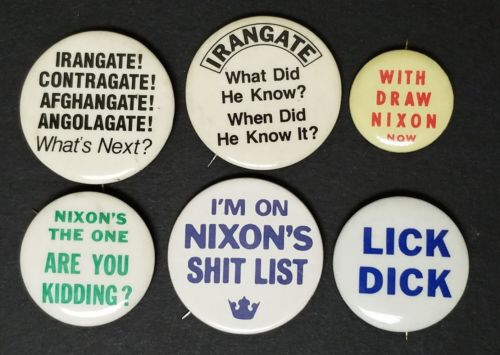 IRANGATE!
CONTRAGATE!
AFGHANGATE!
ANGOLAGATE!
What's Next?
IRANGATE
What Did
He Know?
When Did
He Know It?
WITH
DRAW
NIXON
NOW
NIXON'S
THE ONE
ARE YOU
KIDDING?
I'M ON
NIXON'S
SHIT LIST
LICK
DICK